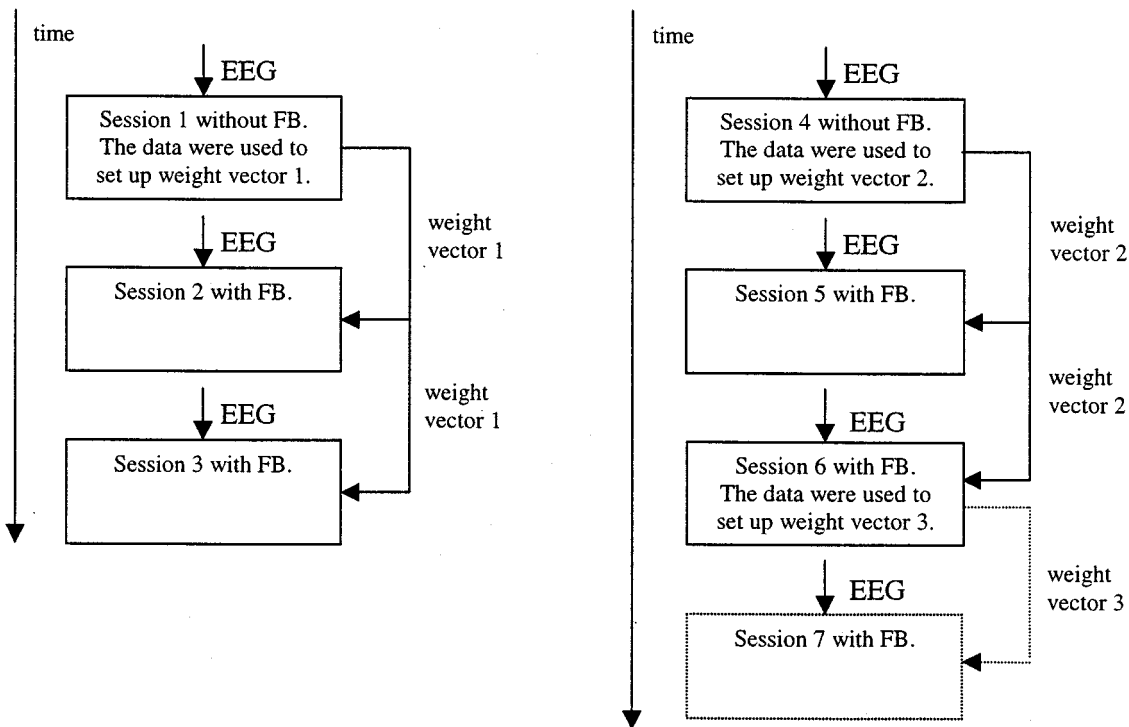 time
EEG
Session 1 without FB.
The data were used to
set up weight vector 1.
weight
vector 1
EEG
Session 2 with FB.
weight
vector 1
EEG
Session 3 with FB.
time
EEG
Session 4 without FB.
The data were used to
set up weight vector 2.
weight
vector 2
EEG
Session 5 with FB.
weight
vector 2
EEG
Session 6 with FB.
The data were used to
set up weight vector 3.
weight
vector 3
EEG
Session 7 with FB.